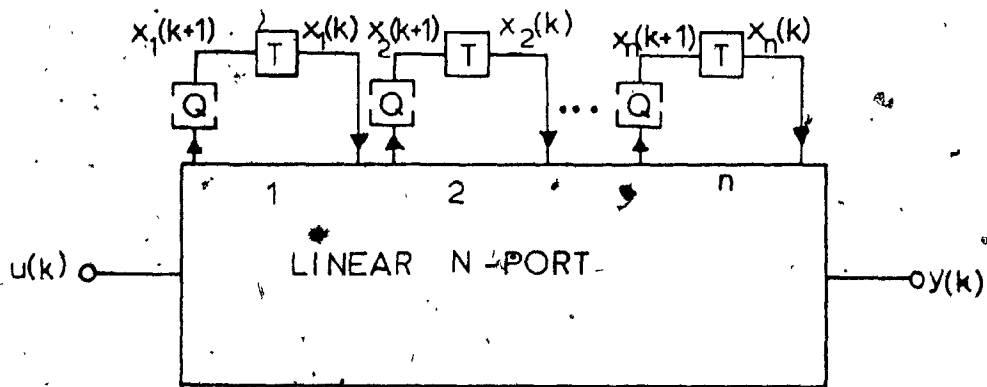 x₁(k+1) T x₁(k) x₂(k+1) T x₂(k) xₙ(k+1) T xₙ(k)
Q Q ... Q
1 2 n
LINEAR N-PORT
u(k) y(k)